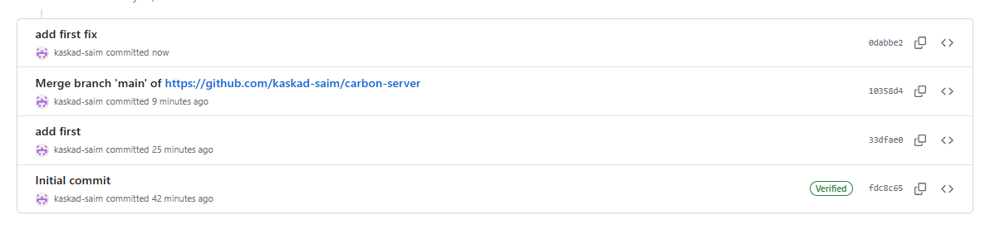 add first fix
kaskad-saim committed now
0dabbe2
Merge branch 'main' of https://github.com/kaskad-saim/carbon-server
kaskad-saim committed 9 minutes ago
10358d4
add first
kaskad-saim committed 25 minutes ago
33dfae0
Initial commit
kaskad-saim committed 42 minutes ago
Verified
fdc8c65